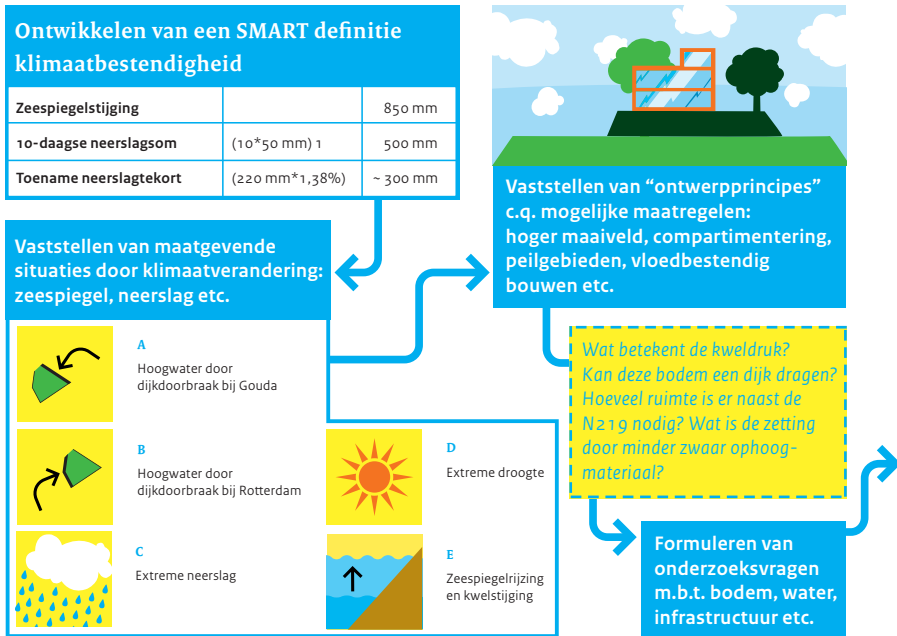 Ontwikkelen van een SMART definitie
klimaatbestendigheid
Zeespiegelstijging 850 mm
10-daagse neerslagsom (10*50 mm) 1 500 mm
Toename neerslagtekort (220 mm*1,38%) ~ 300 mm
Vaststellen van maatgevende
situaties door klimaatverandering:
zeespiegel, neerslag etc.
A
Hoogwater door
dijkdoorbraak bij Gouda
B
Hoogwater door
dijkdoorbraak bij Rotterdam
C
Extreme neerslag
D
Extreme droogte
E
Zeespiegelrijzing
en kwelstijging
Vaststellen van “ontwerpprincipes”
c.q. mogelijke maatregelen:
hoger maaiveld, compartimentering,
peilgebieden, vloedbestendig
bouwen etc.
Wat betekent de kweldruk?
Kan deze bodem een dijk dragen?
Hoeveel ruimte is er naast de
N219 nodig? Wat is de zetting
door minder zwaar ophoog-
materiaal?
Formuleren van
onderzoeksvragen
m.b.t. bodem, water,
infrastructuur etc.